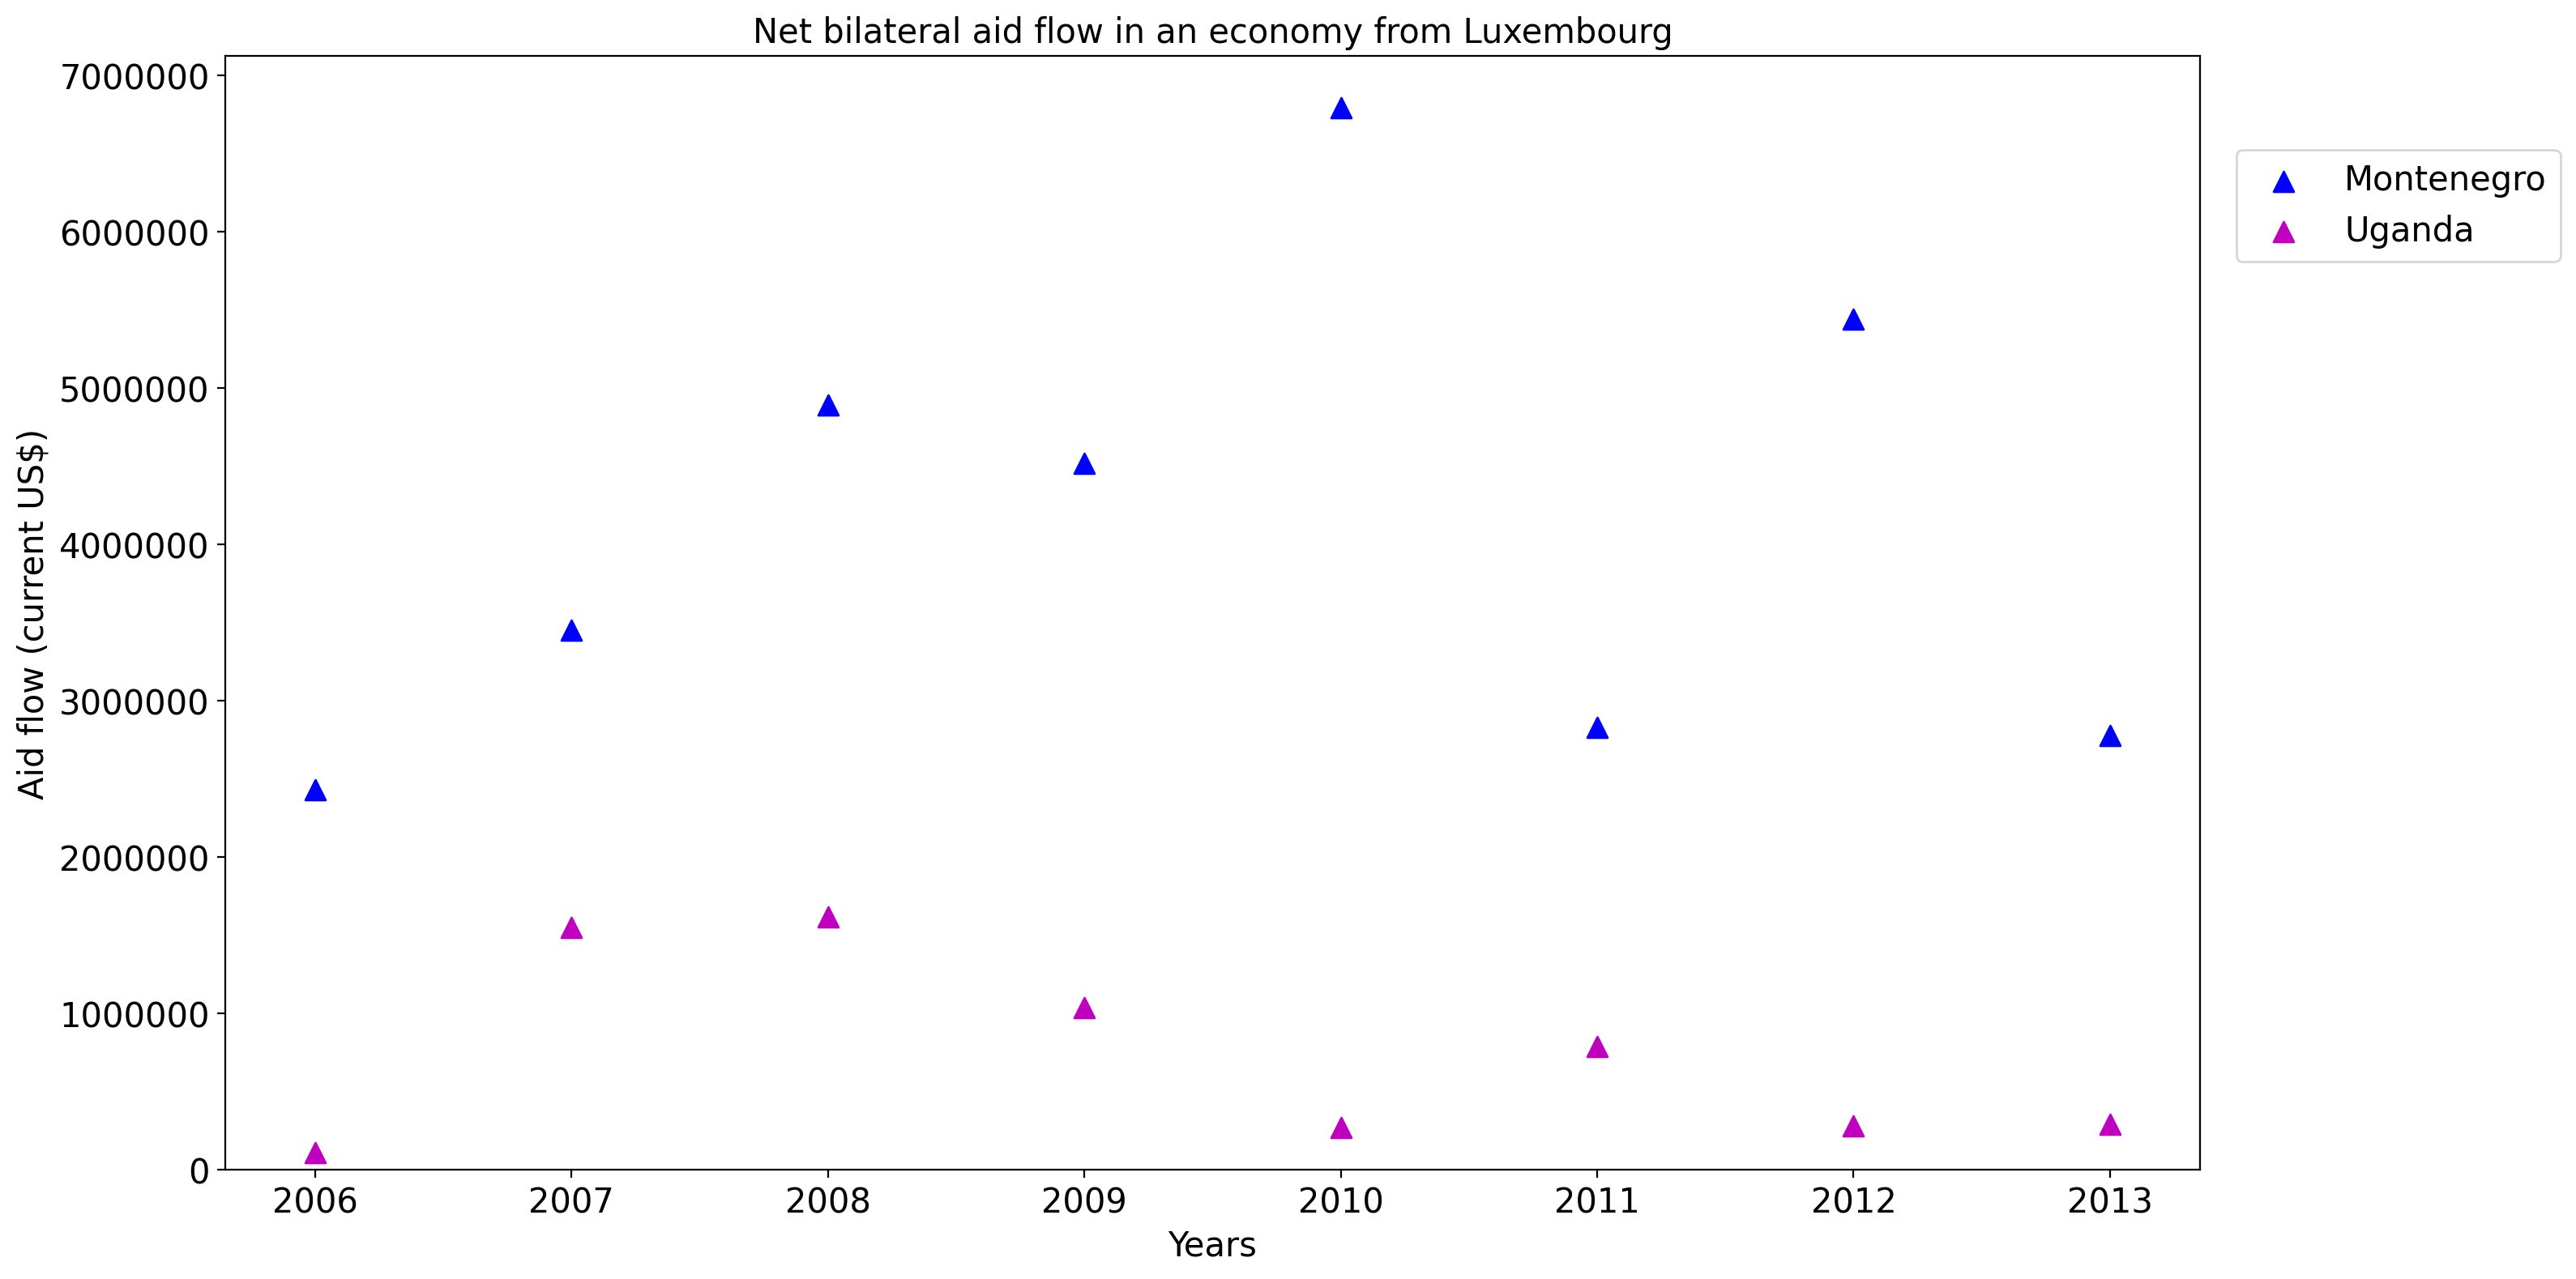 Net bilateral aid flow in an economy from Luxembourg
7000000
6000000
5000000
4000000
3000000
2000000
1000000
0
Aid flow (current US$)
2006 2007 2008 2009 2010 2011 2012 2013
Years
Montenegro
Uganda